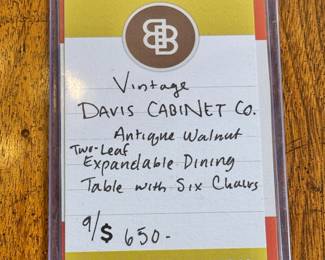 Vintage
DAVIS CABINET CO.
Antique Walnut
Two-Leaf
Expandable Dining
Table with Six Chairs
9/$ 650-